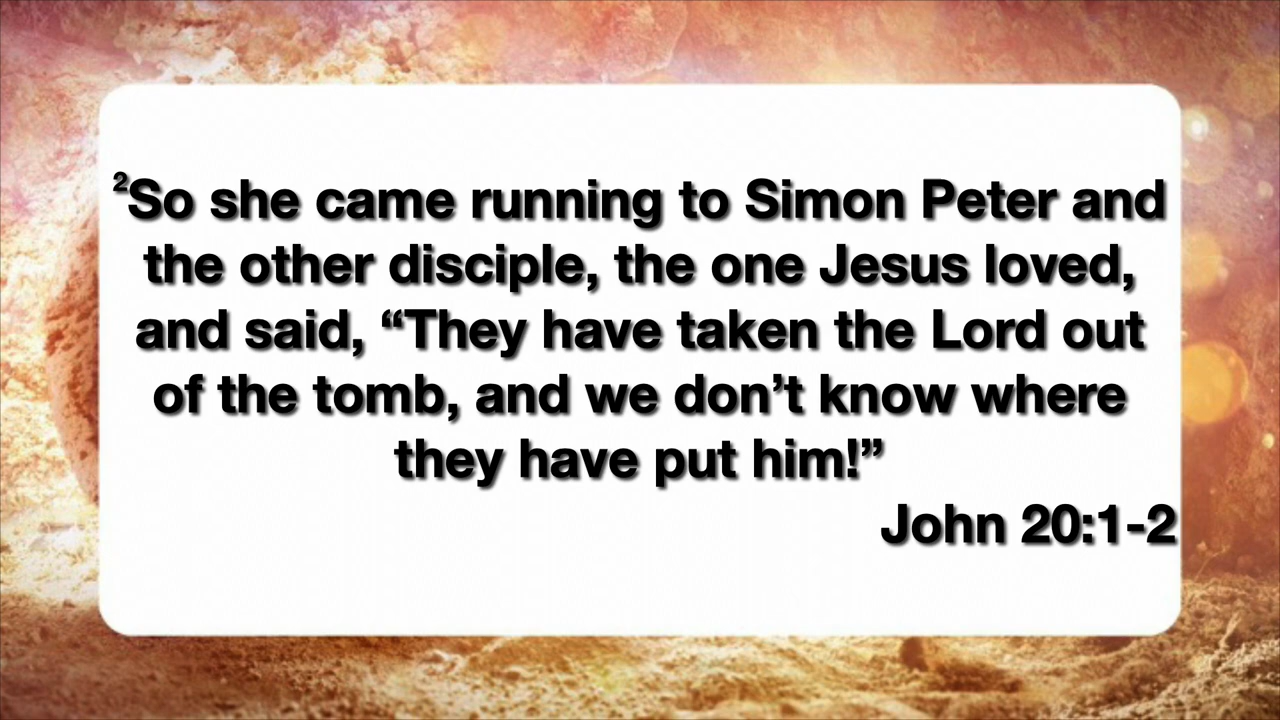 ²So she came running to Simon Peter and
the other disciple, the one Jesus loved,
and said, “They have taken the Lord out
of the tomb, and we don’t know where
they have put him!”
John 20:1-2